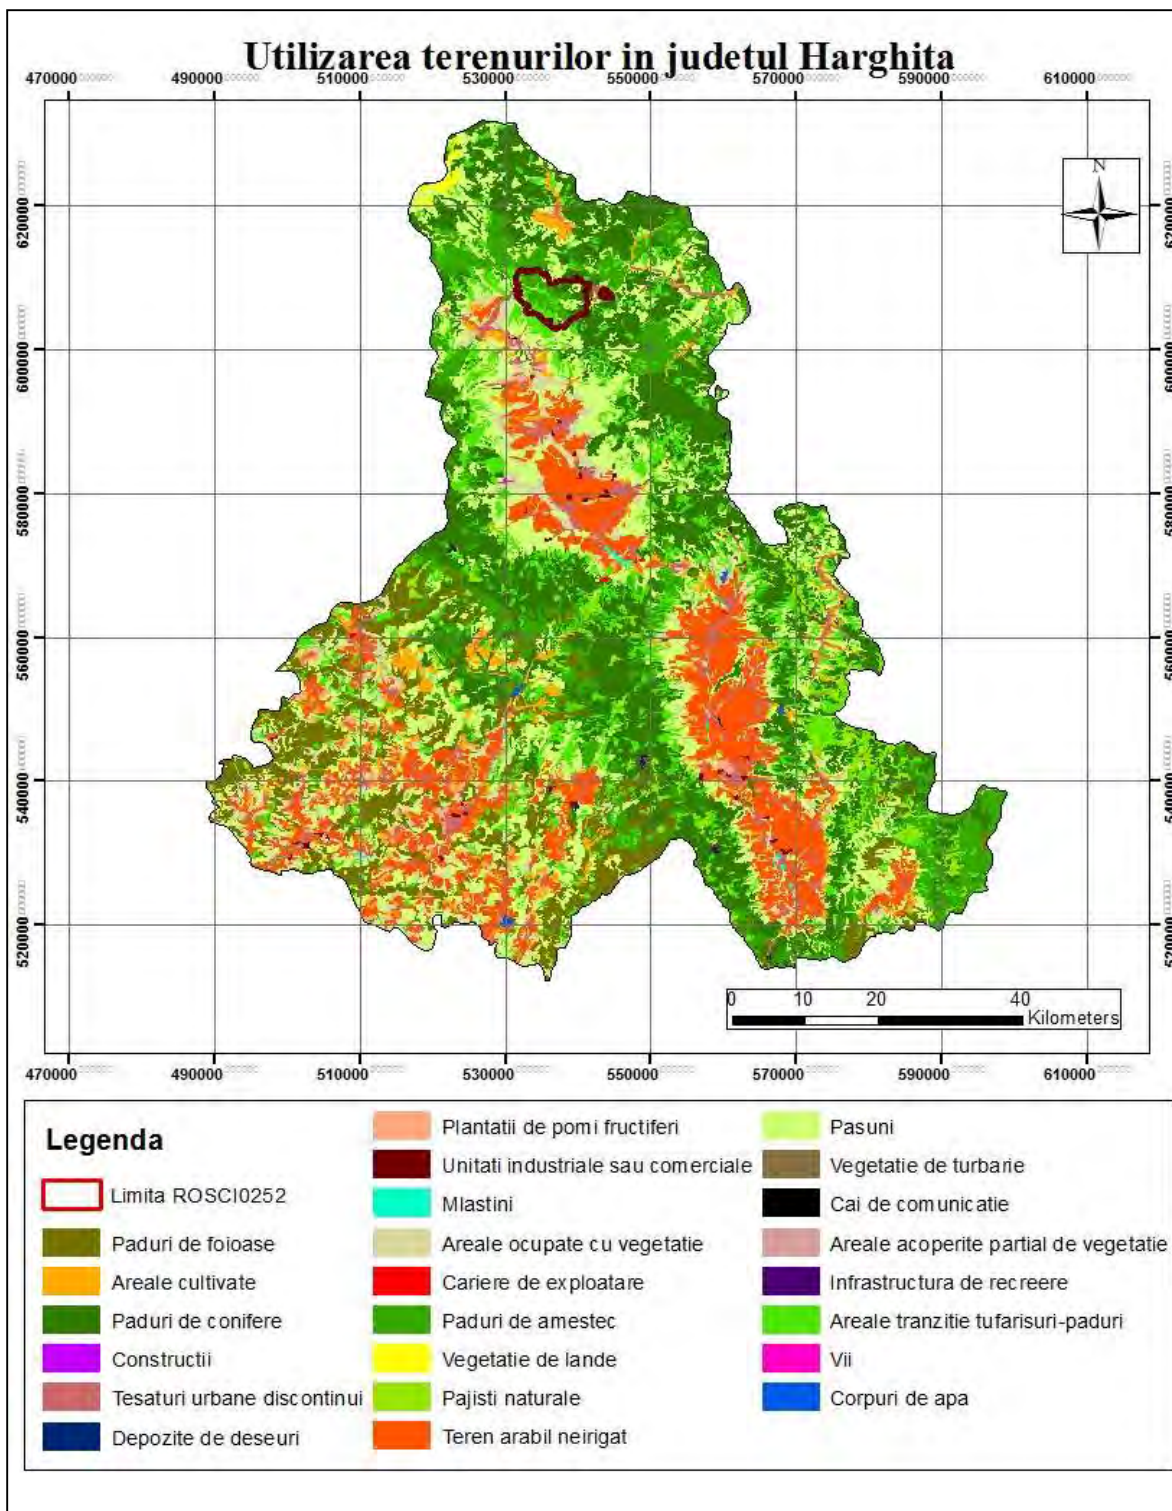 Utilizarea terenurilor in judetul Harghita
470000 490000 510000 530000 550000 570000 590000 610000
N
620000 620000
600000 600000
580000 580000
560000 560000
540000 540000
520000 520000
0 10 20 40
Kilometers
470000 490000 510000 530000 550000 570000 590000 610000
Legenda
Limita ROSCI0252
Paduri de foioase
Areale cultivate
Paduri de conifere
Constructii
Tesaturi urbane discontinui
Depozite de deseuri
Plantatii de pomi fructiferi
Unitati industriale sau comerciale
Mlastini
Areale ocupate cu vegetatie
Cariere de exploatare
Paduri de amestec
Vegetatie de lande
Pajisti naturale
Teren arabil neirigat
Pasuni
Vegetatie de turbarie
Cai de comunicatie
Areale acoperite partial de vegetatie
Infrastructura de recreere
Areale tranzitie tufarisuri-paduri
Vii
Corpuri de apa